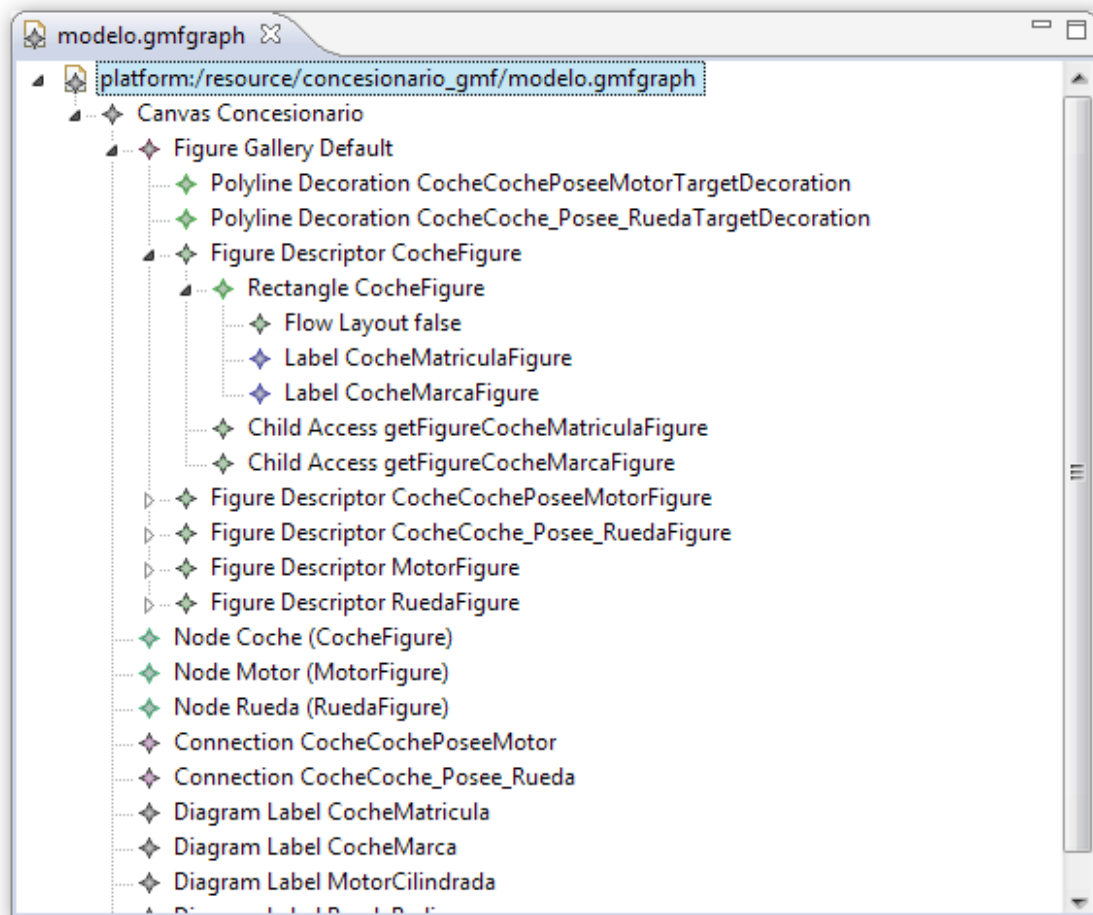 modelo.gmfgraph
platform:/resource/concesionario_gmf/modelo.gmfgraph
Canvas Concesionario
Figure Gallery Default
Polyline Decoration CocheCochePoseeMotorTargetDecoration
Polyline Decoration CocheCoche_Posee_RuedaTargetDecoration
Figure Descriptor CocheFigure
Rectangle CocheFigure
Flow Layout false
Label CocheMatriculaFigure
Label CocheMarcaFigure
Child Access getFigureCocheMatriculaFigure
Child Access getFigureCocheMarcaFigure
Figure Descriptor CocheCochePoseeMotorFigure
Figure Descriptor CocheCoche_Posee_RuedaFigure
Figure Descriptor MotorFigure
Figure Descriptor RuedaFigure
Node Coche (CocheFigure)
Node Motor (MotorFigure)
Node Rueda (RuedaFigure)
Connection CocheCochePoseeMotor
Connection CocheCoche_Posee_Rueda
Diagram Label CocheMatricula
Diagram Label CocheMarca
Diagram Label MotorCilindrada
Diagram Label